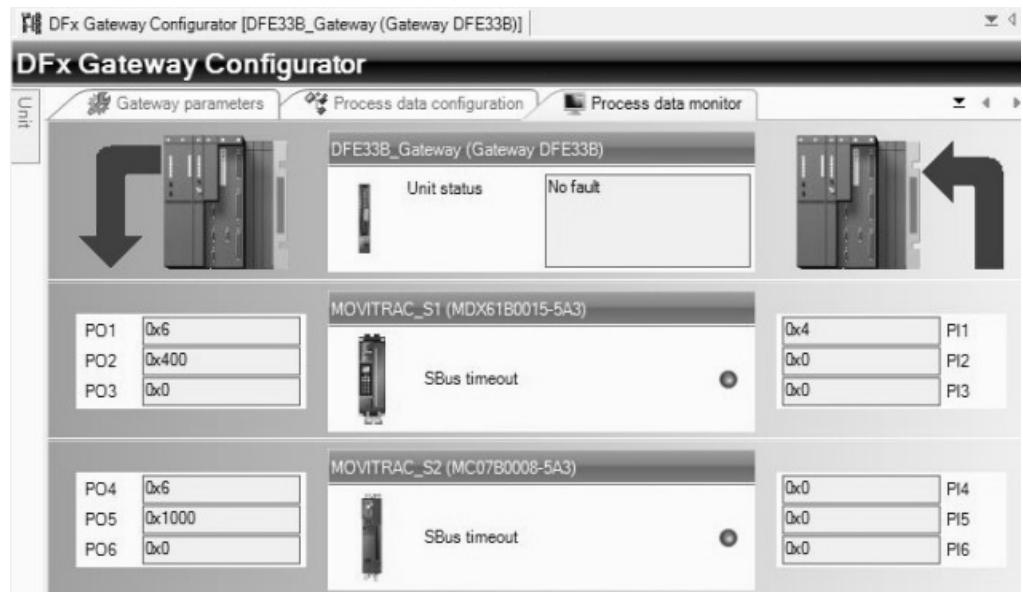 DFx Gateway Configurator [DFE33B_Gateway (Gateway DFE33B)]
DFx Gateway Configurator
Unit
Gateway parameters
Process data configuration
Process data monitor
DFE33B_Gateway (Gateway DFE33B)
Unit status
No fault
MOVITRAC_S1 (MDX61B0015-5A3)
PO1 0x6
PO2 0x400
PO3 0x0
SBus timeout
0x4 PI1
0x0 PI2
0x0 PI3
MOVITRAC_S2 (MC07B0008-5A3)
PO4 0x6
PO5 0x1000
PO6 0x0
SBus timeout
0x0 PI4
0x0 PI5
0x0 PI6